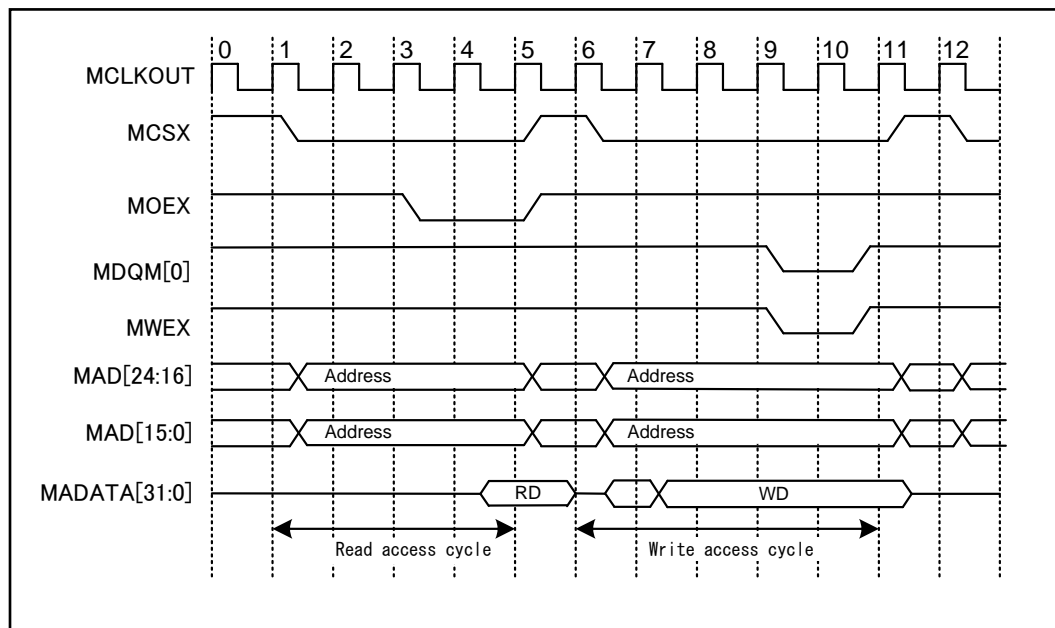 0 1 2 3 4 5 6 7 8 9 10 11 12
MCLKOUT
MCSX
MOEX
MDQM[0]
MWEX
MAD[24:16] Address Address
MAD[15:0] Address Address
MADATA[31:0] RD WD
Read access cycle Write access cycle